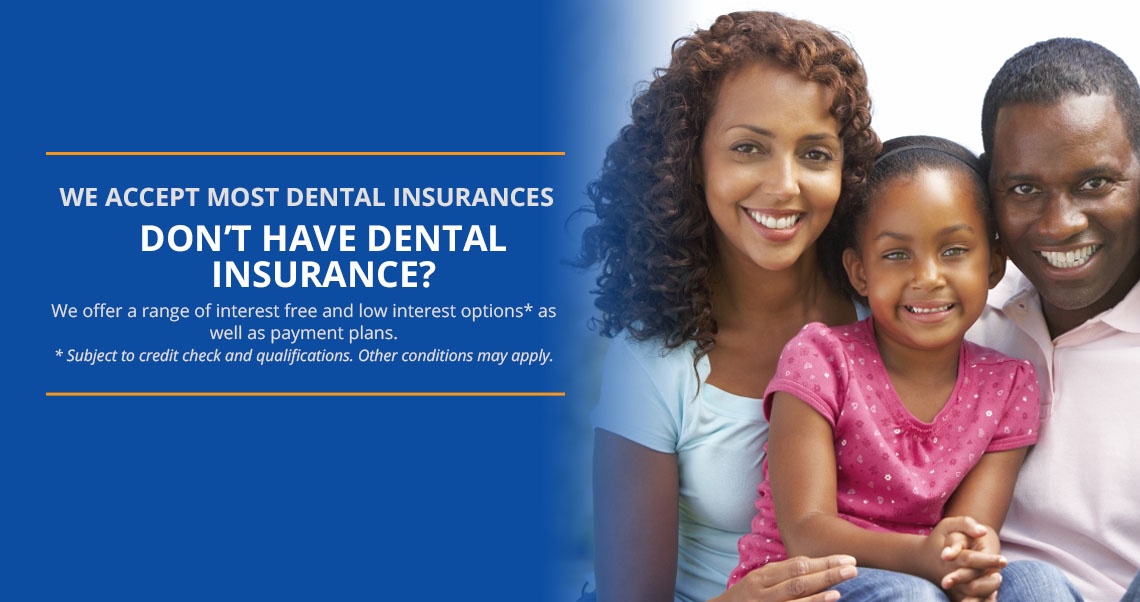 WE ACCEPT MOST DENTAL INSURANCES
DON’T HAVE DENTAL
INSURANCE?
We offer a range of interest free and low interest options* as
well as payment plans.
* Subject to credit check and qualifications. Other conditions may apply.